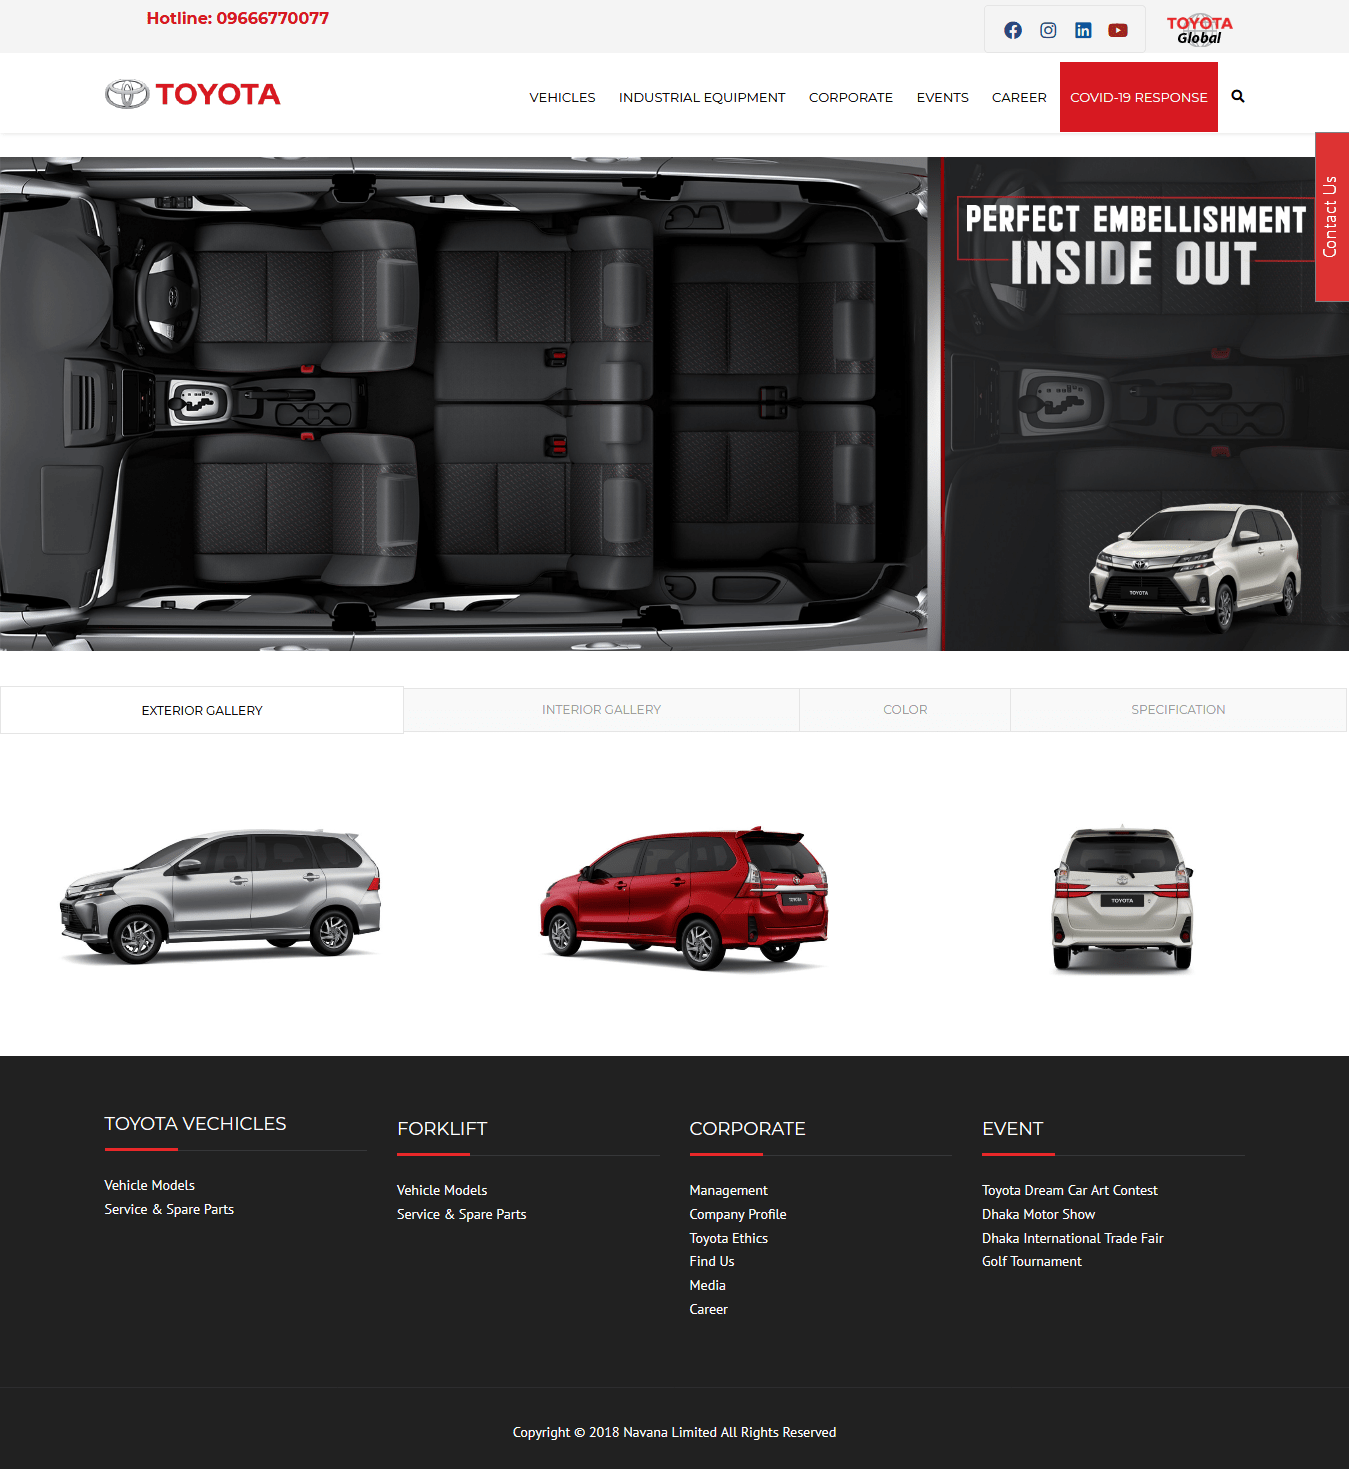 Hotline: 09666770077
TOYOTA
Global
TOYOTA
VEHICLES
INDUSTRIAL EQUIPMENT
CORPORATE
EVENTS
CAREER
COVID-19 RESPONSE
Contact Us
PERFECT EMBELLISHMENT
INSIDE OUT
TOYOTA
EXTERIOR GALLERY
INTERIOR GALLERY
COLOR
SPECIFICATION
TOYOTA
TOYOTA
TOYOTA VECHICLES
Vehicle Models
Service & Spare Parts
FORKLIFT
Vehicle Models
Service & Spare Parts
CORPORATE
Management
Company Profile
Toyota Ethics
Find Us
Media
Career
EVENT
Toyota Dream Car Art Contest
Dhaka Motor Show
Dhaka International Trade Fair
Golf Tournament
Copyright © 2018 Navana Limited All Rights Reserved